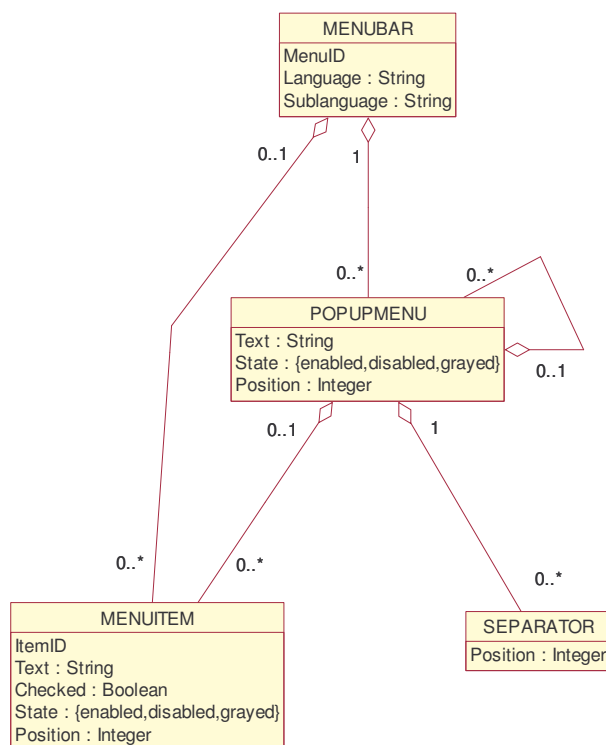 MENUBAR
MenuID
Language : String
Sublanguage : String
0..1
1
0..*
0..*
POPUPMENU
Text : String
State : {enabled,disabled,grayed}
Position : Integer
0..1
0..1
1
0..*
0..*
0..*
MENUITEM
ItemID
Text : String
Checked : Boolean
State : {enabled,disabled,grayed}
Position : Integer
SEPARATOR
Position : Integer